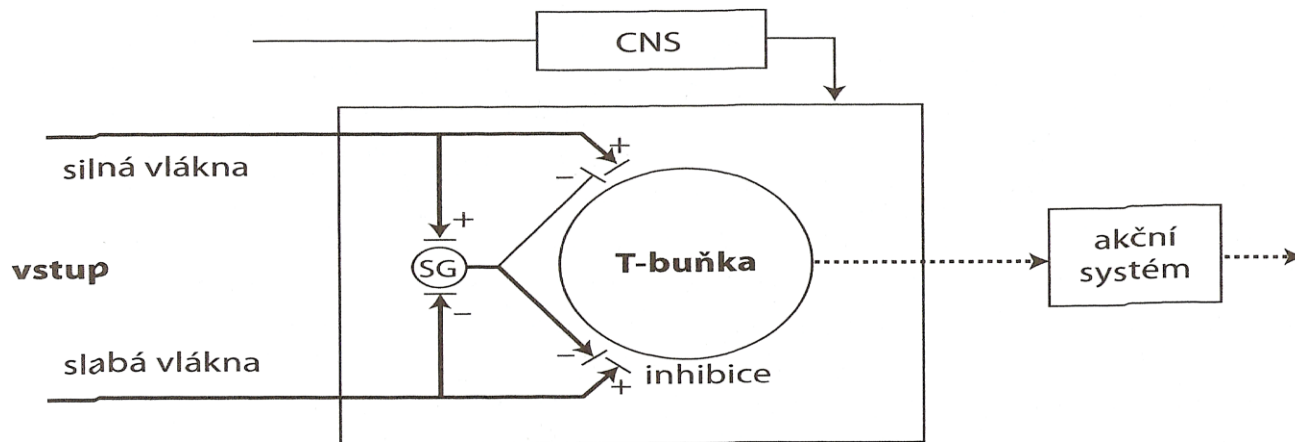 CNS
silná vlákna
+
−
+
vstup
SG
T-buňka
akční
systém
−
−
slabá vlákna
+
inhibice